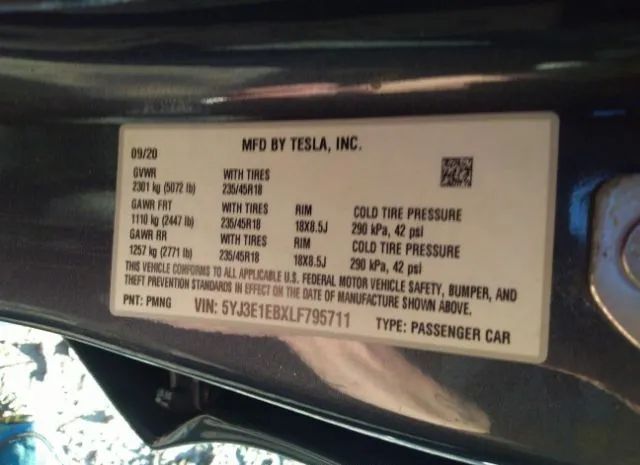 MFD BY TESLA, INC.
09/20
GVWR WITH TIRES
2301 kg (5072 lb) 235/45R18
GAWR FRT WITH TIRES RIM COLD TIRE PRESSURE
1110 kg (2447 lb) 235/45R18 18X8.5J 290 kPa, 42 psi
GAWR RR WITH TIRES RIM COLD TIRE PRESSURE
1257 kg (2771 lb) 235/45R18 18X8.5J 290 kPa, 42 psi
THIS VEHICLE CONFORMS TO ALL APPLICABLE U.S. FEDERAL MOTOR VEHICLE SAFETY, BUMPER, AND
THEFT PREVENTION STANDARDS IN EFFECT ON THE DATE OF MANUFACTURE SHOWN ABOVE.
PNT: PMNG VIN: 5YJ3E1EBXLF795711 TYPE: PASSENGER CAR